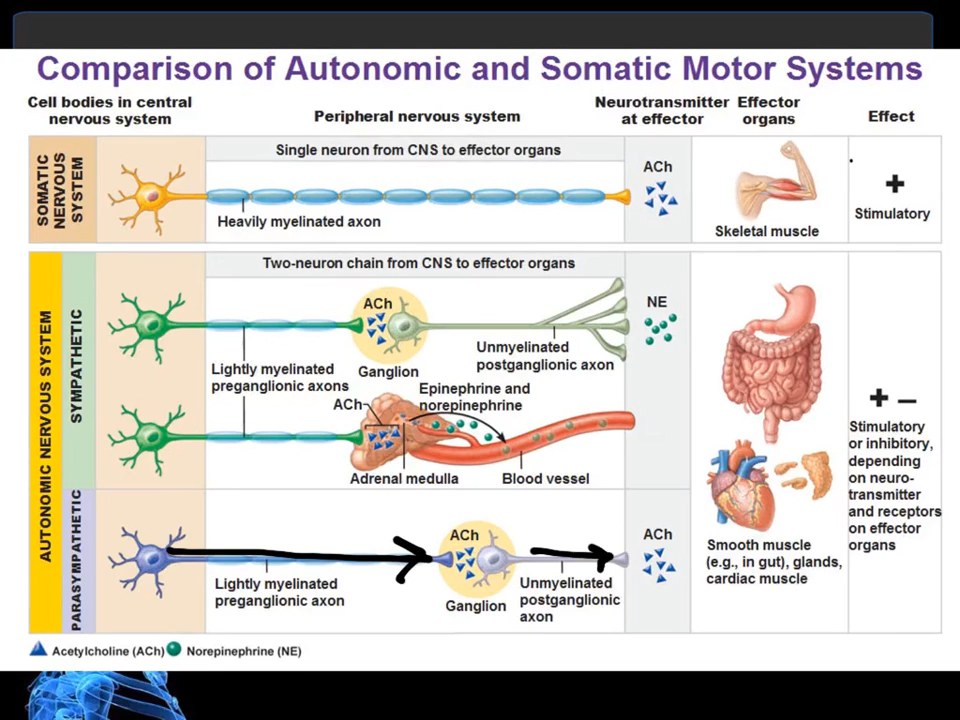 Comparison of Autonomic and Somatic Motor Systems
Cell bodies in central
nervous system
Peripheral nervous system
Neurotransmitter
at effector
Effector
organs
Effect
SOMATIC
NERVOUS
SYSTEM
Single neuron from CNS to effector organs
Heavily myelinated axon
ACh
Skeletal muscle
+
Stimulatory
AUTONOMIC NERVOUS SYSTEM
SYMPATHETIC
Two-neuron chain from CNS to effector organs
ACh
Ganglion
Lightly myelinated
preganglionic axons
Unmyelinated
postganglionic axon
NE
ACh
Epinephrine and
norepinephrine
Adrenal medulla
Blood vessel
+ –
Stimulatory
or inhibitory,
depending
on neuro-
transmitter
and receptors
on effector
organs
PARASYMPATHETIC
Lightly myelinated
preganglionic axon
ACh
Ganglion
Unmyelinated
postganglionic
axon
ACh
Smooth muscle
(e.g., in gut), glands,
cardiac muscle
Acetylcholine (ACh)
Norepinephrine (NE)